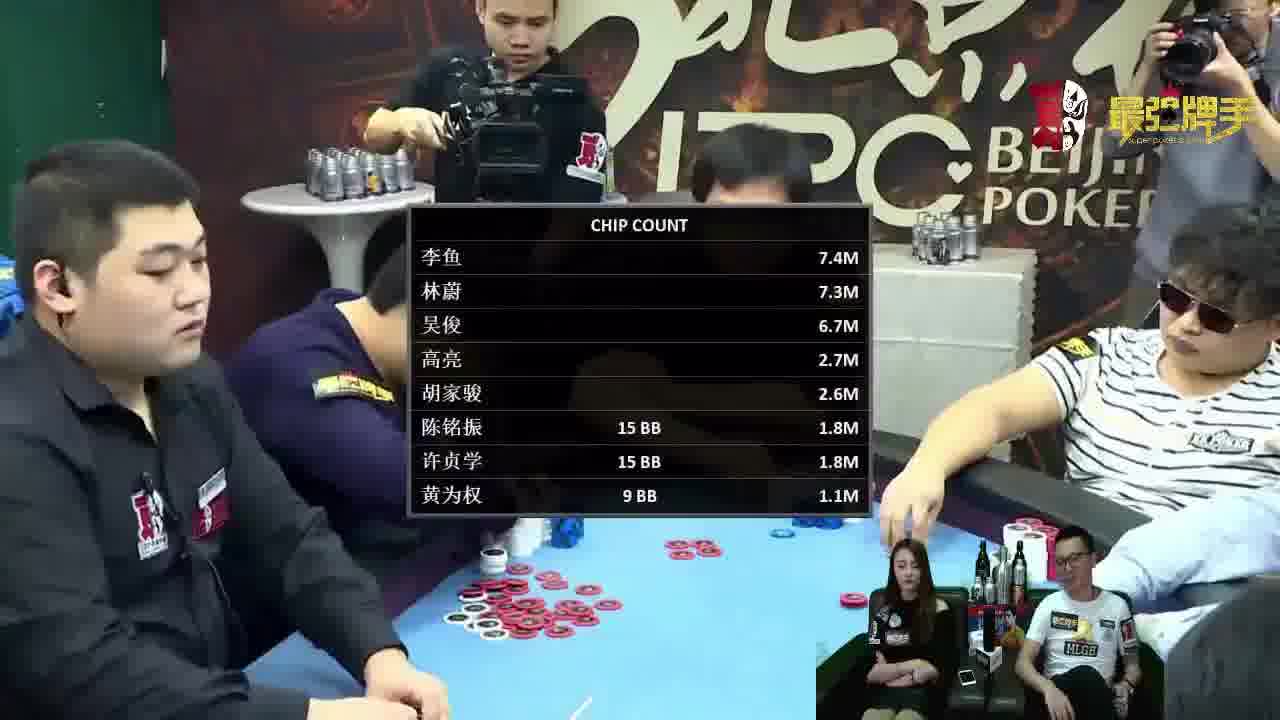 BEIJI
POKER
最强牌手
CHIP COUNT
李鱼 7.4M
林蔚 7.3M
吴俊 6.7M
高亮 2.7M
胡家骏 2.6M
陈铭振 15 BB 1.8M
许贞学 15 BB 1.8M
黄为权 9 BB 1.1M
MLGB